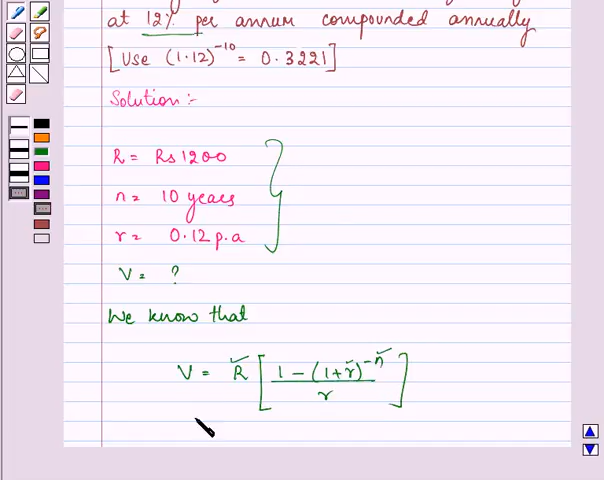 at 12% per annum compounded annually
[Use (1.12)^-10 = 0.3221]
Solution:-
R = Rs 1200
n = 10 years
r = 0.12 p.a
V = ?
We know that
V = R [ 1 - (1+r)^-n / r ]